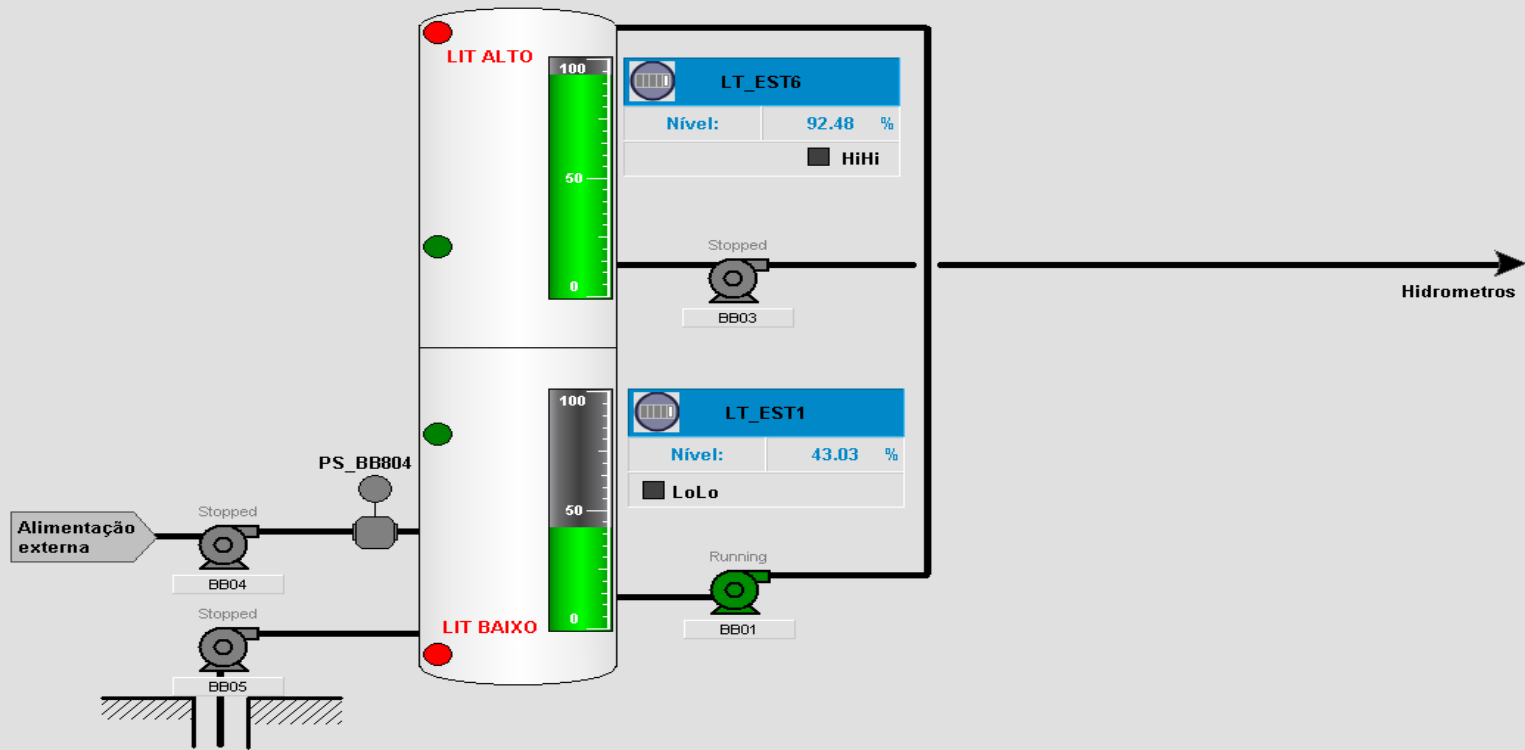 LIT ALTO
100
50
0
LT_EST6
Nível: 92.48 %
HiHi
Stopped
BB03
Hidrometros
100
50
0
LT_EST1
Nível: 43.03 %
LoLo
PS_BB804
Alimentação
externa
Stopped
BB04
Running
BB01
Stopped
BB05
LIT BAIXO